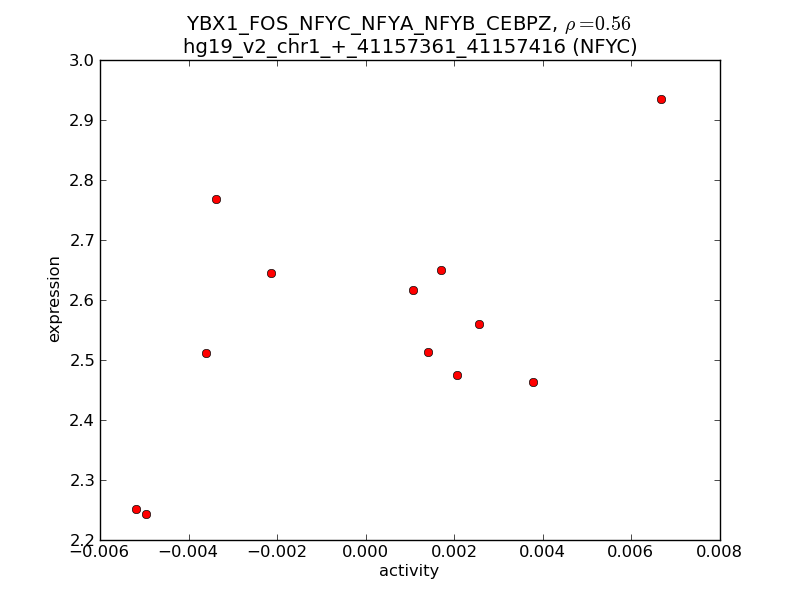 YBX1_FOS_NFYC_NFYA_NFYB_CEBPZ, ρ=0.56
hg19_v2_chr1_+_41157361_41157416 (NFYC)
3.0
2.9
2.8
2.7
2.6
2.5
2.4
2.3
2.2
expression
−0.006 −0.004 −0.002 0.000 0.002 0.004 0.006 0.008
activity